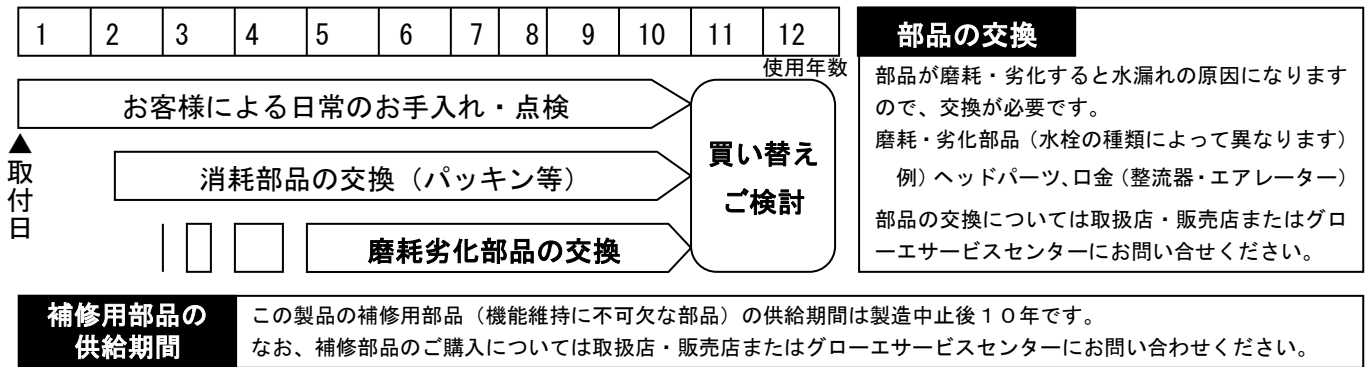 1 2 3 4 5 6 7 8 9 10 11 12
使用年数
お客様による日常のお手入れ・点検
▲
取付日
消耗部品の交換（パッキン等）
磨耗劣化部品の交換
買い替え
ご検討
部品の交換
部品が磨耗・劣化すると水漏れの原因になります
ので、交換が必要です。
磨耗・劣化部品（水栓の種類によって異なります）
例）ヘッドパーツ、口金（整流器・エアレーター）
部品の交換については取扱店・販売店またはグロ
ーエサービスセンターにお問い合せください。
補修用部品の
供給期間
この製品の補修用部品（機能維持に不可欠な部品）の供給期間は製造中止後１０年です。
なお、補修部品のご購入については取扱店・販売店またはグローエサービスセンターにお問い合わせください。